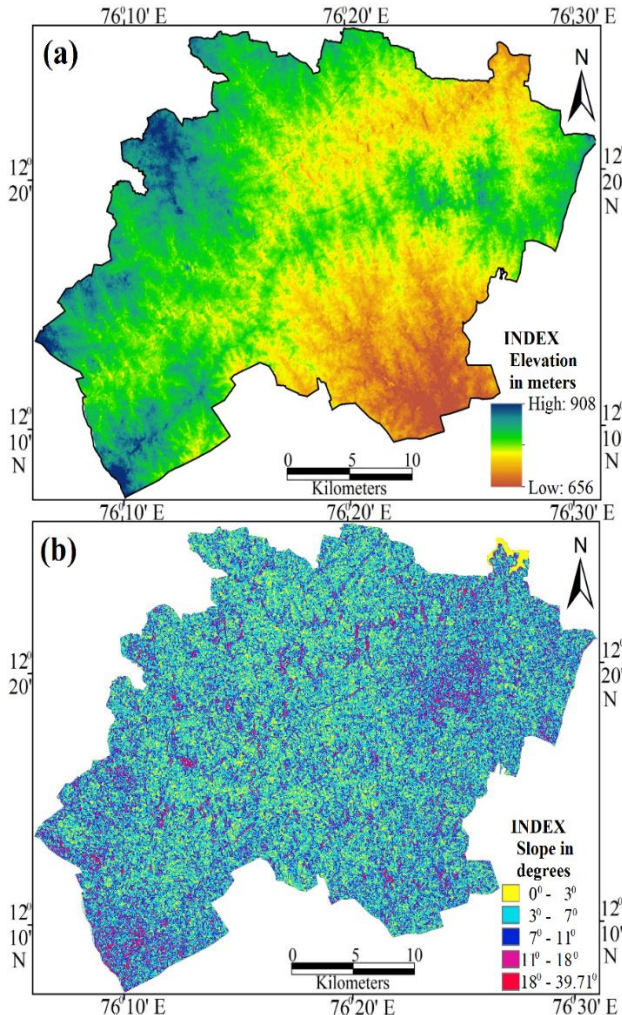 76°10' E 76°20' E 76°30' E
(a)
N
12°
20'
N
12°
20'
N
INDEX
Elevation
in meters
High: 908
Low: 656
12°
10'
N
12°
10'
N
0 5 10
Kilometers
76°10' E 76°20' E 76°30' E
(b)
N
12°
20'
N
12°
20'
N
INDEX
Slope in
degrees
0° - 3°
3° - 7°
7° - 11°
11° - 18°
18° - 39.71°
12°
10'
N
12°
10'
N
0 5 10
Kilometers
76°10' E 76°20' E 76°30' E